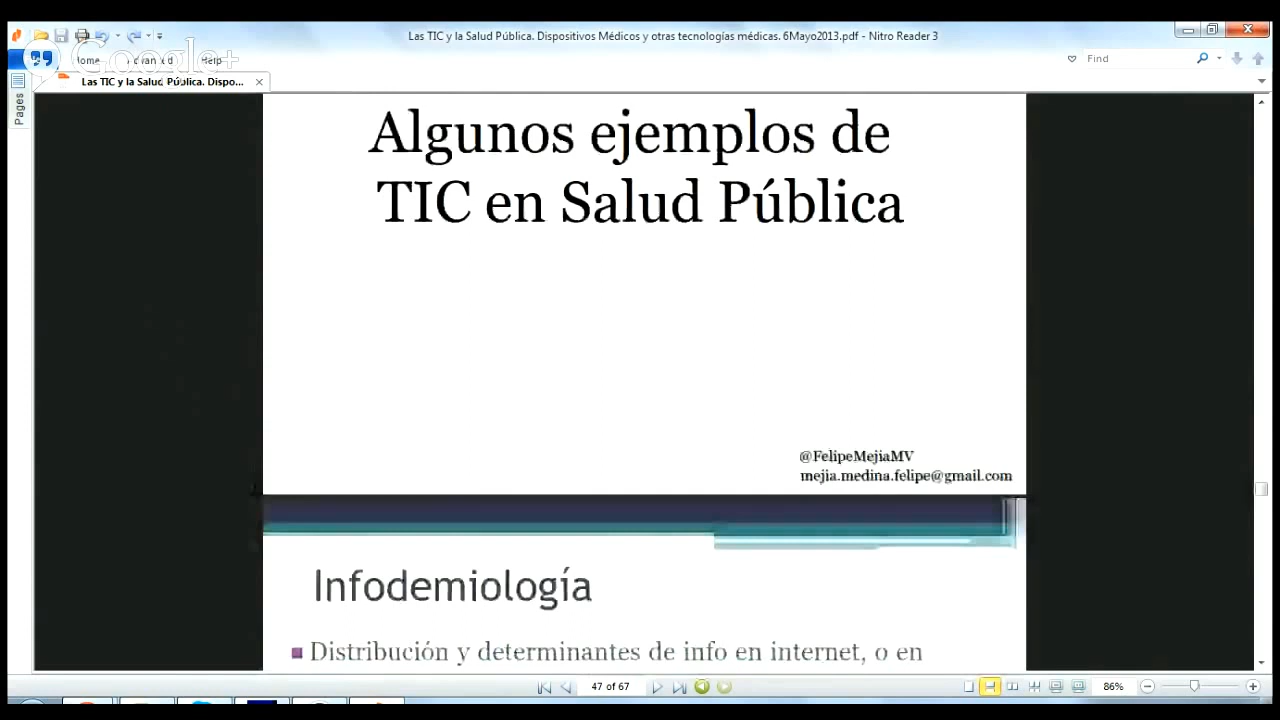 Las TIC y la Salud Pública. Dispositivos Médicos y otras tecnologías médicas. 6Mayo2013.pdf - Nitro Reader 3
Google+
Help
Find
Las TIC y la Salud Pública. Dispo...
Pages
Algunos ejemplos de
TIC en Salud Pública
@FelipeMejiaMV
mejia.medina.felipe@gmail.com
Infodemiología
Distribución y determinantes de info en internet, o en
47 of 67
86%